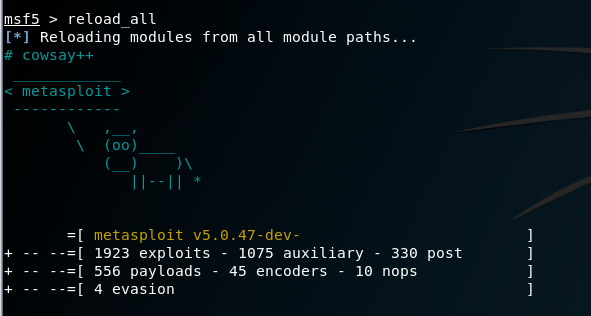 msf5 > reload_all
[*] Reloading modules from all module paths...
# cowsay++
 ____________
< metasploit >
 ------------
       \   ,__,
        \  (oo)____
           (__)    )\
              ||--|| *
       =[ metasploit v5.0.47-dev-                         ]
+ -- --=[ 1923 exploits - 1075 auxiliary - 330 post       ]
+ -- --=[ 556 payloads - 45 encoders - 10 nops            ]
+ -- --=[ 4 evasion                                       ]